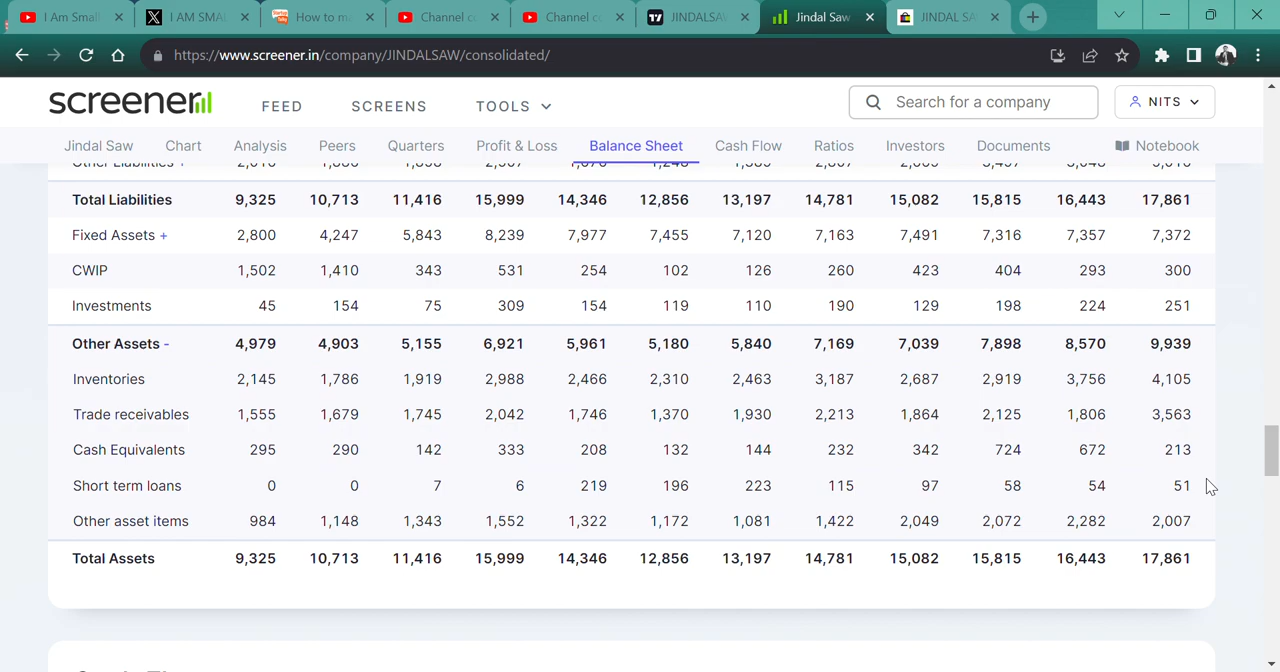 I Am Small
I AM SMAL
How to ma
Channel c
Channel c
JINDALSAW
Jindal Saw
JINDAL SA
https://www.screener.in/company/JINDALSAW/consolidated/
screener
FEED SCREENS TOOLS
Search for a company
NITS
Jindal Saw Chart Analysis Peers Quarters Profit & Loss Balance Sheet Cash Flow Ratios Investors Documents Notebook
Total Liabilities 9,325 10,713 11,416 15,999 14,346 12,856 13,197 14,781 15,082 15,815 16,443 17,861
Fixed Assets + 2,800 4,247 5,843 8,239 7,977 7,455 7,120 7,163 7,491 7,316 7,357 7,372
CWIP 1,502 1,410 343 531 254 102 126 260 423 404 293 300
Investments 45 154 75 309 154 119 110 190 129 198 224 251
Other Assets - 4,979 4,903 5,155 6,921 5,961 5,180 5,840 7,169 7,039 7,898 8,570 9,939
Inventories 2,145 1,786 1,919 2,988 2,466 2,310 2,463 3,187 2,687 2,919 3,756 4,105
Trade receivables 1,555 1,679 1,745 2,042 1,746 1,370 1,930 2,213 1,864 2,125 1,806 3,563
Cash Equivalents 295 290 142 333 208 132 144 232 342 724 672 213
Short term loans 0 0 7 6 219 196 223 115 97 58 54 51
Other asset items 984 1,148 1,343 1,552 1,322 1,172 1,081 1,422 2,049 2,072 2,282 2,007
Total Assets 9,325 10,713 11,416 15,999 14,346 12,856 13,197 14,781 15,082 15,815 16,443 17,861